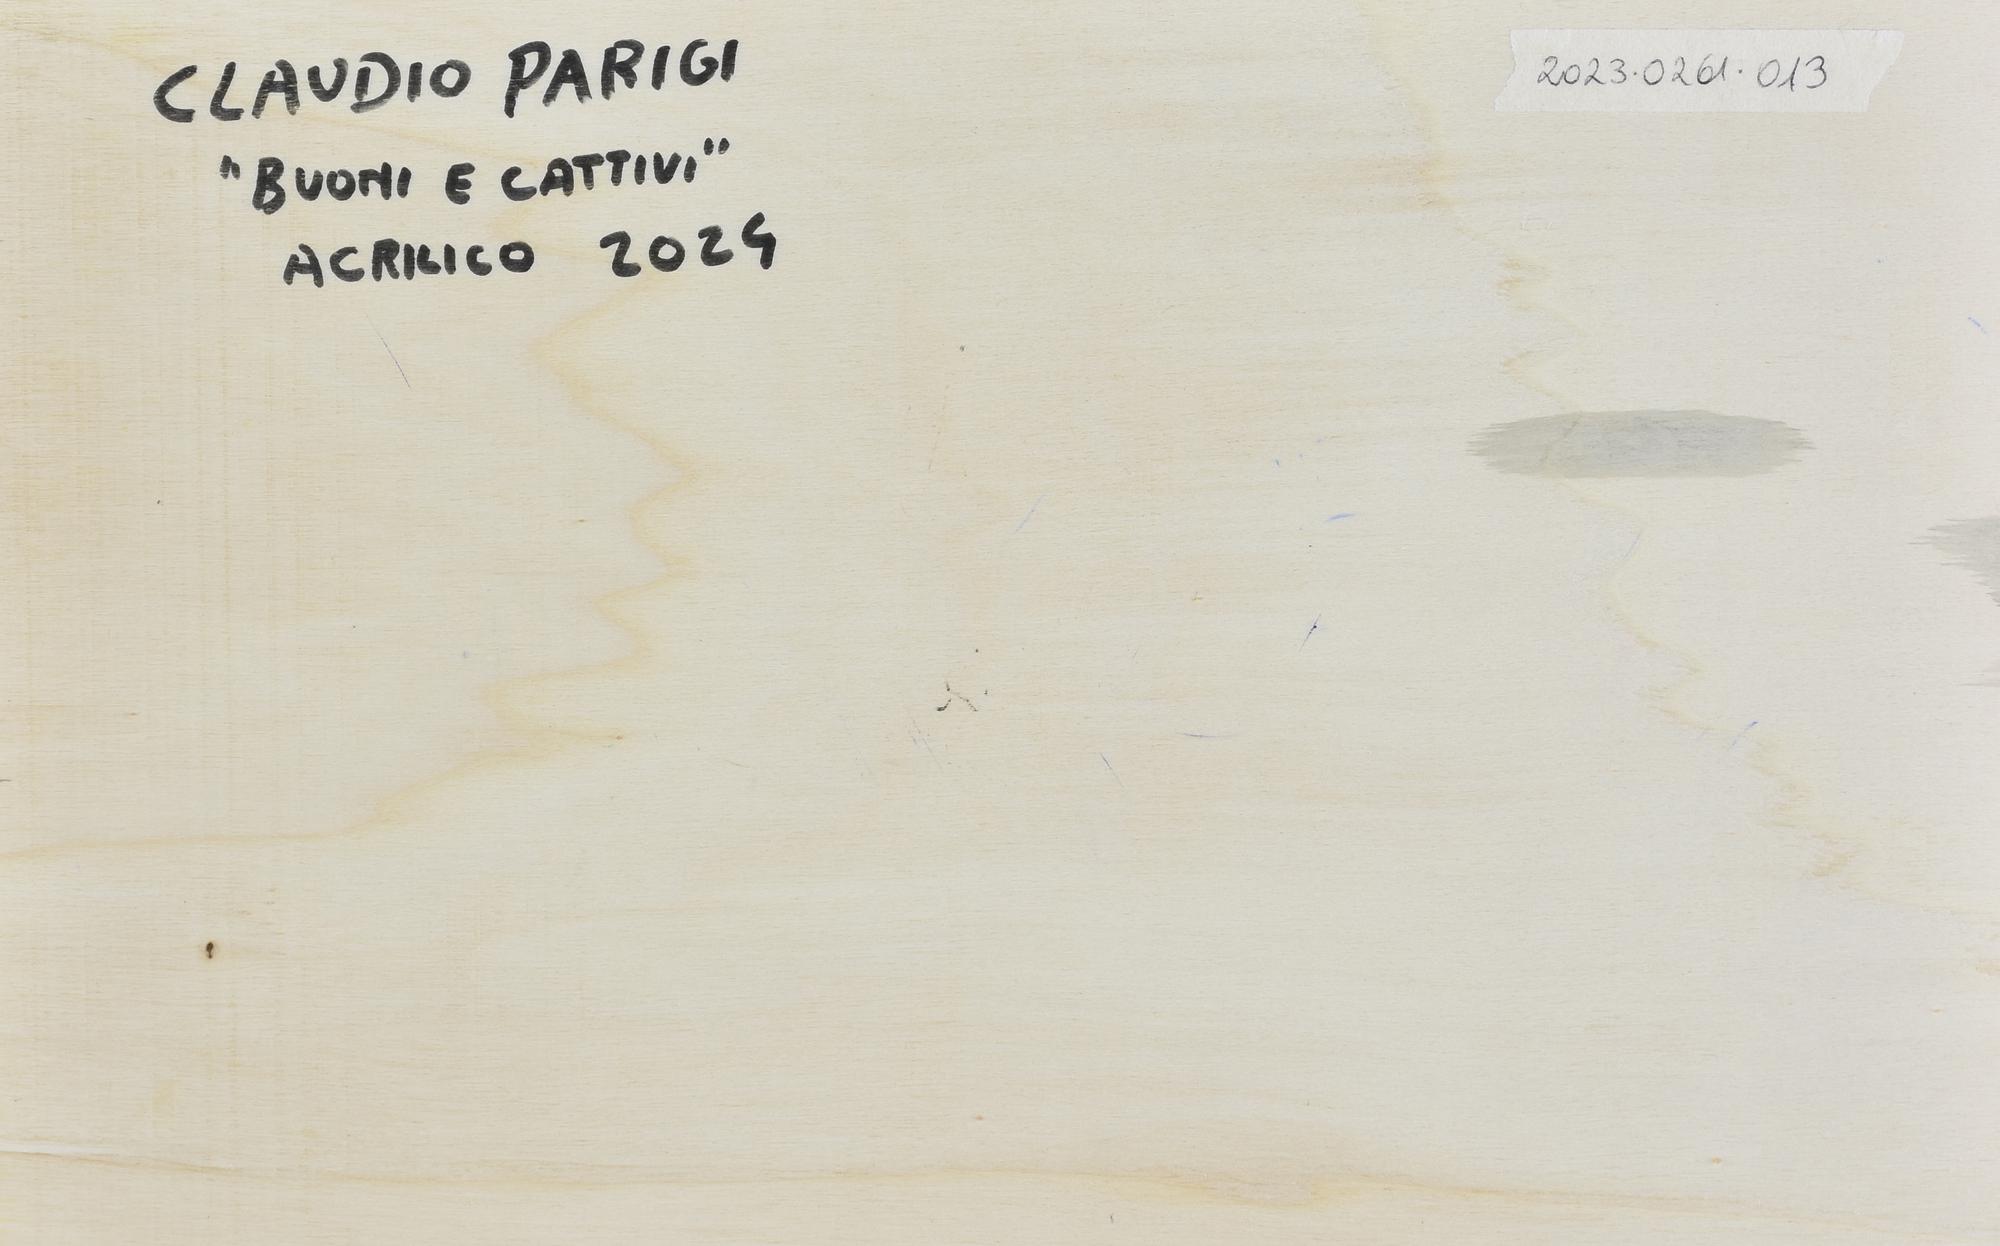 CLAUDIO PARIGI
"BUONI E CATTIVI"
ACRILICO 2024
2023.0261.013